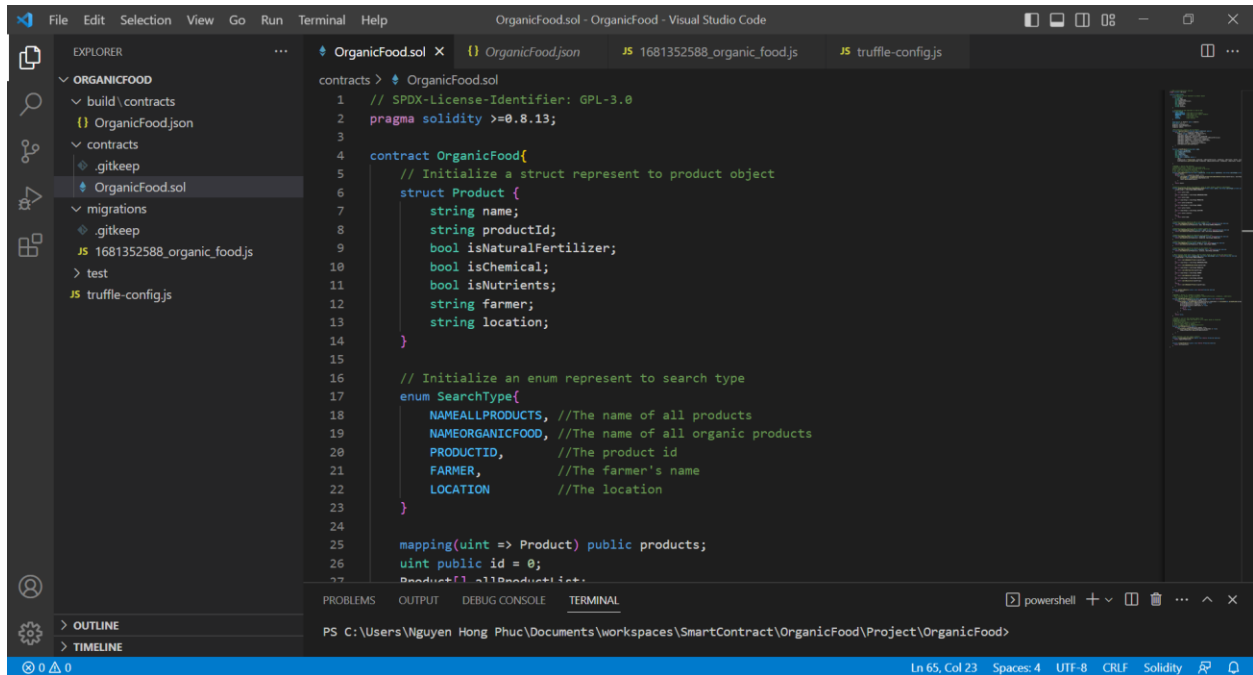 File Edit Selection View Go Run Terminal Help OrganicFood.sol - OrganicFood - Visual Studio Code
EXPLORER ...
ORGANICFOOD
build\contracts
{} OrganicFood.json
contracts
.gitkeep
OrganicFood.sol
migrations
.gitkeep
JS 1681352588_organic_food.js
test
JS truffle-config.js
OUTLINE
TIMELINE
OrganicFood.sol {} OrganicFood.json JS 1681352588_organic_food.js JS truffle-config.js
contracts > OrganicFood.sol
1 // SPDX-License-Identifier: GPL-3.0
2 pragma solidity >=0.8.13;
3
4 contract OrganicFood{
5 // Initialize a struct represent to product object
6 struct Product {
7 string name;
8 string productId;
9 bool isNaturalFertilizer;
10 bool isChemical;
11 bool isNutrients;
12 string farmer;
13 string location;
14 }
15
16 // Initialize an enum represent to search type
17 enum SearchType{
18 NAMEALLPRODUCTS, //The name of all products
19 NAMEORGANICFOOD, //The name of all organic products
20 PRODUCTID, //The product id
21 FARMER, //The farmer's name
22 LOCATION //The location
23 }
24
25 mapping(uint => Product) public products;
26 uint public id = 0;
27 Product[] allProductList;
PROBLEMS OUTPUT DEBUG CONSOLE TERMINAL powershell
PS C:\Users\Nguyen Hong Phuc\Documents\workspaces\SmartContract\OrganicFood\Project\OrganicFood>
0 0 Ln 65, Col 23 Spaces: 4 UTF-8 CRLF Solidity